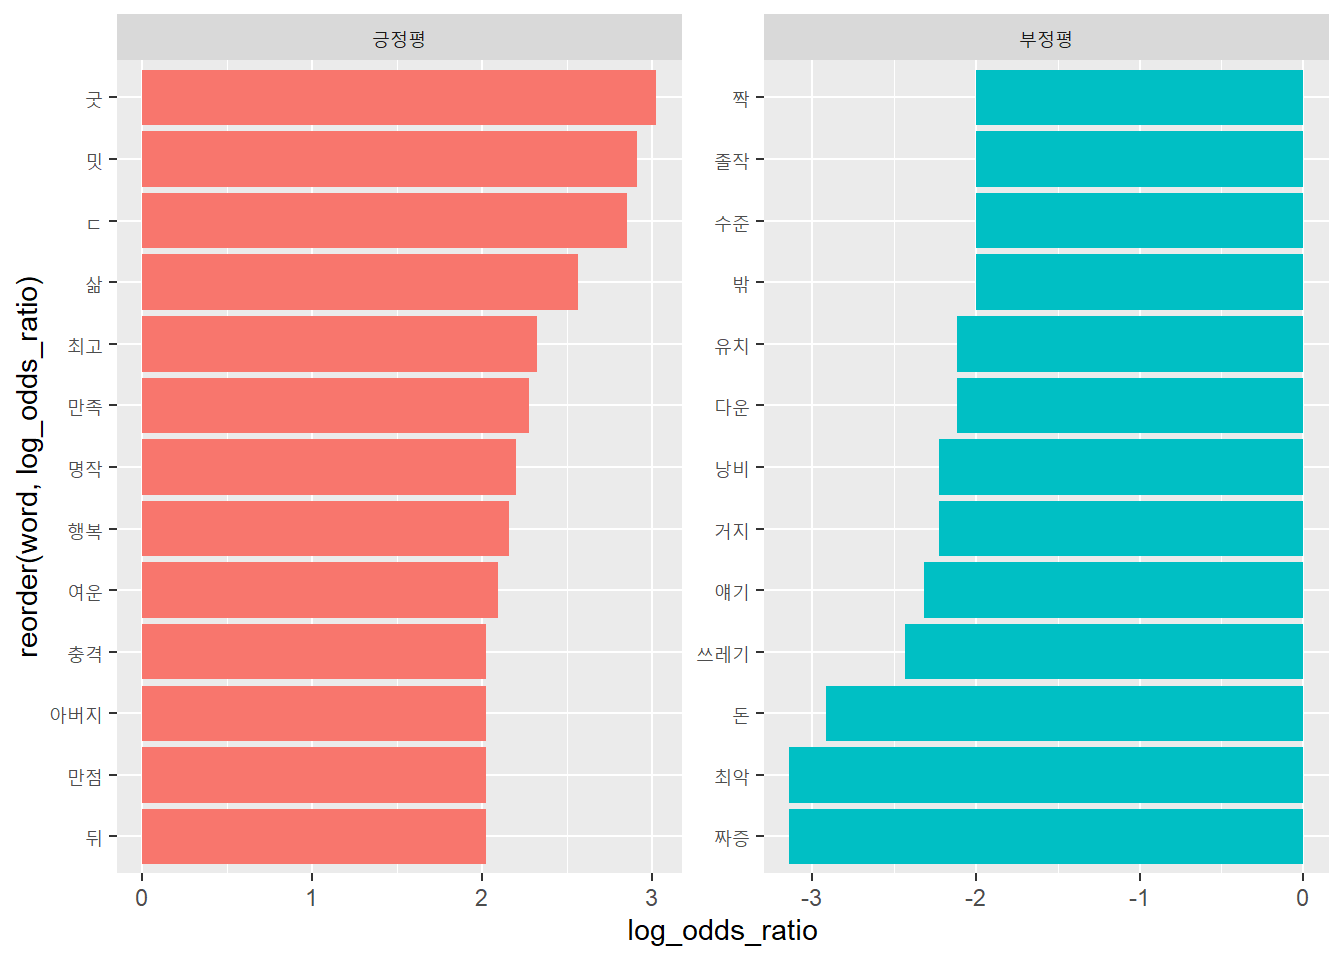 긍정평
부정평
굿
밋
ㄷ
삶
최고
만족
명작
행복
여운
충격
아버지
만점
뒤
짝
졸작
수준
밖
유치
다운
낭비
거지
얘기
쓰레기
돈
최악
짜증
0 1 2 3
-3 -2 -1 0
log_odds_ratio
reorder(word, log_odds_ratio)